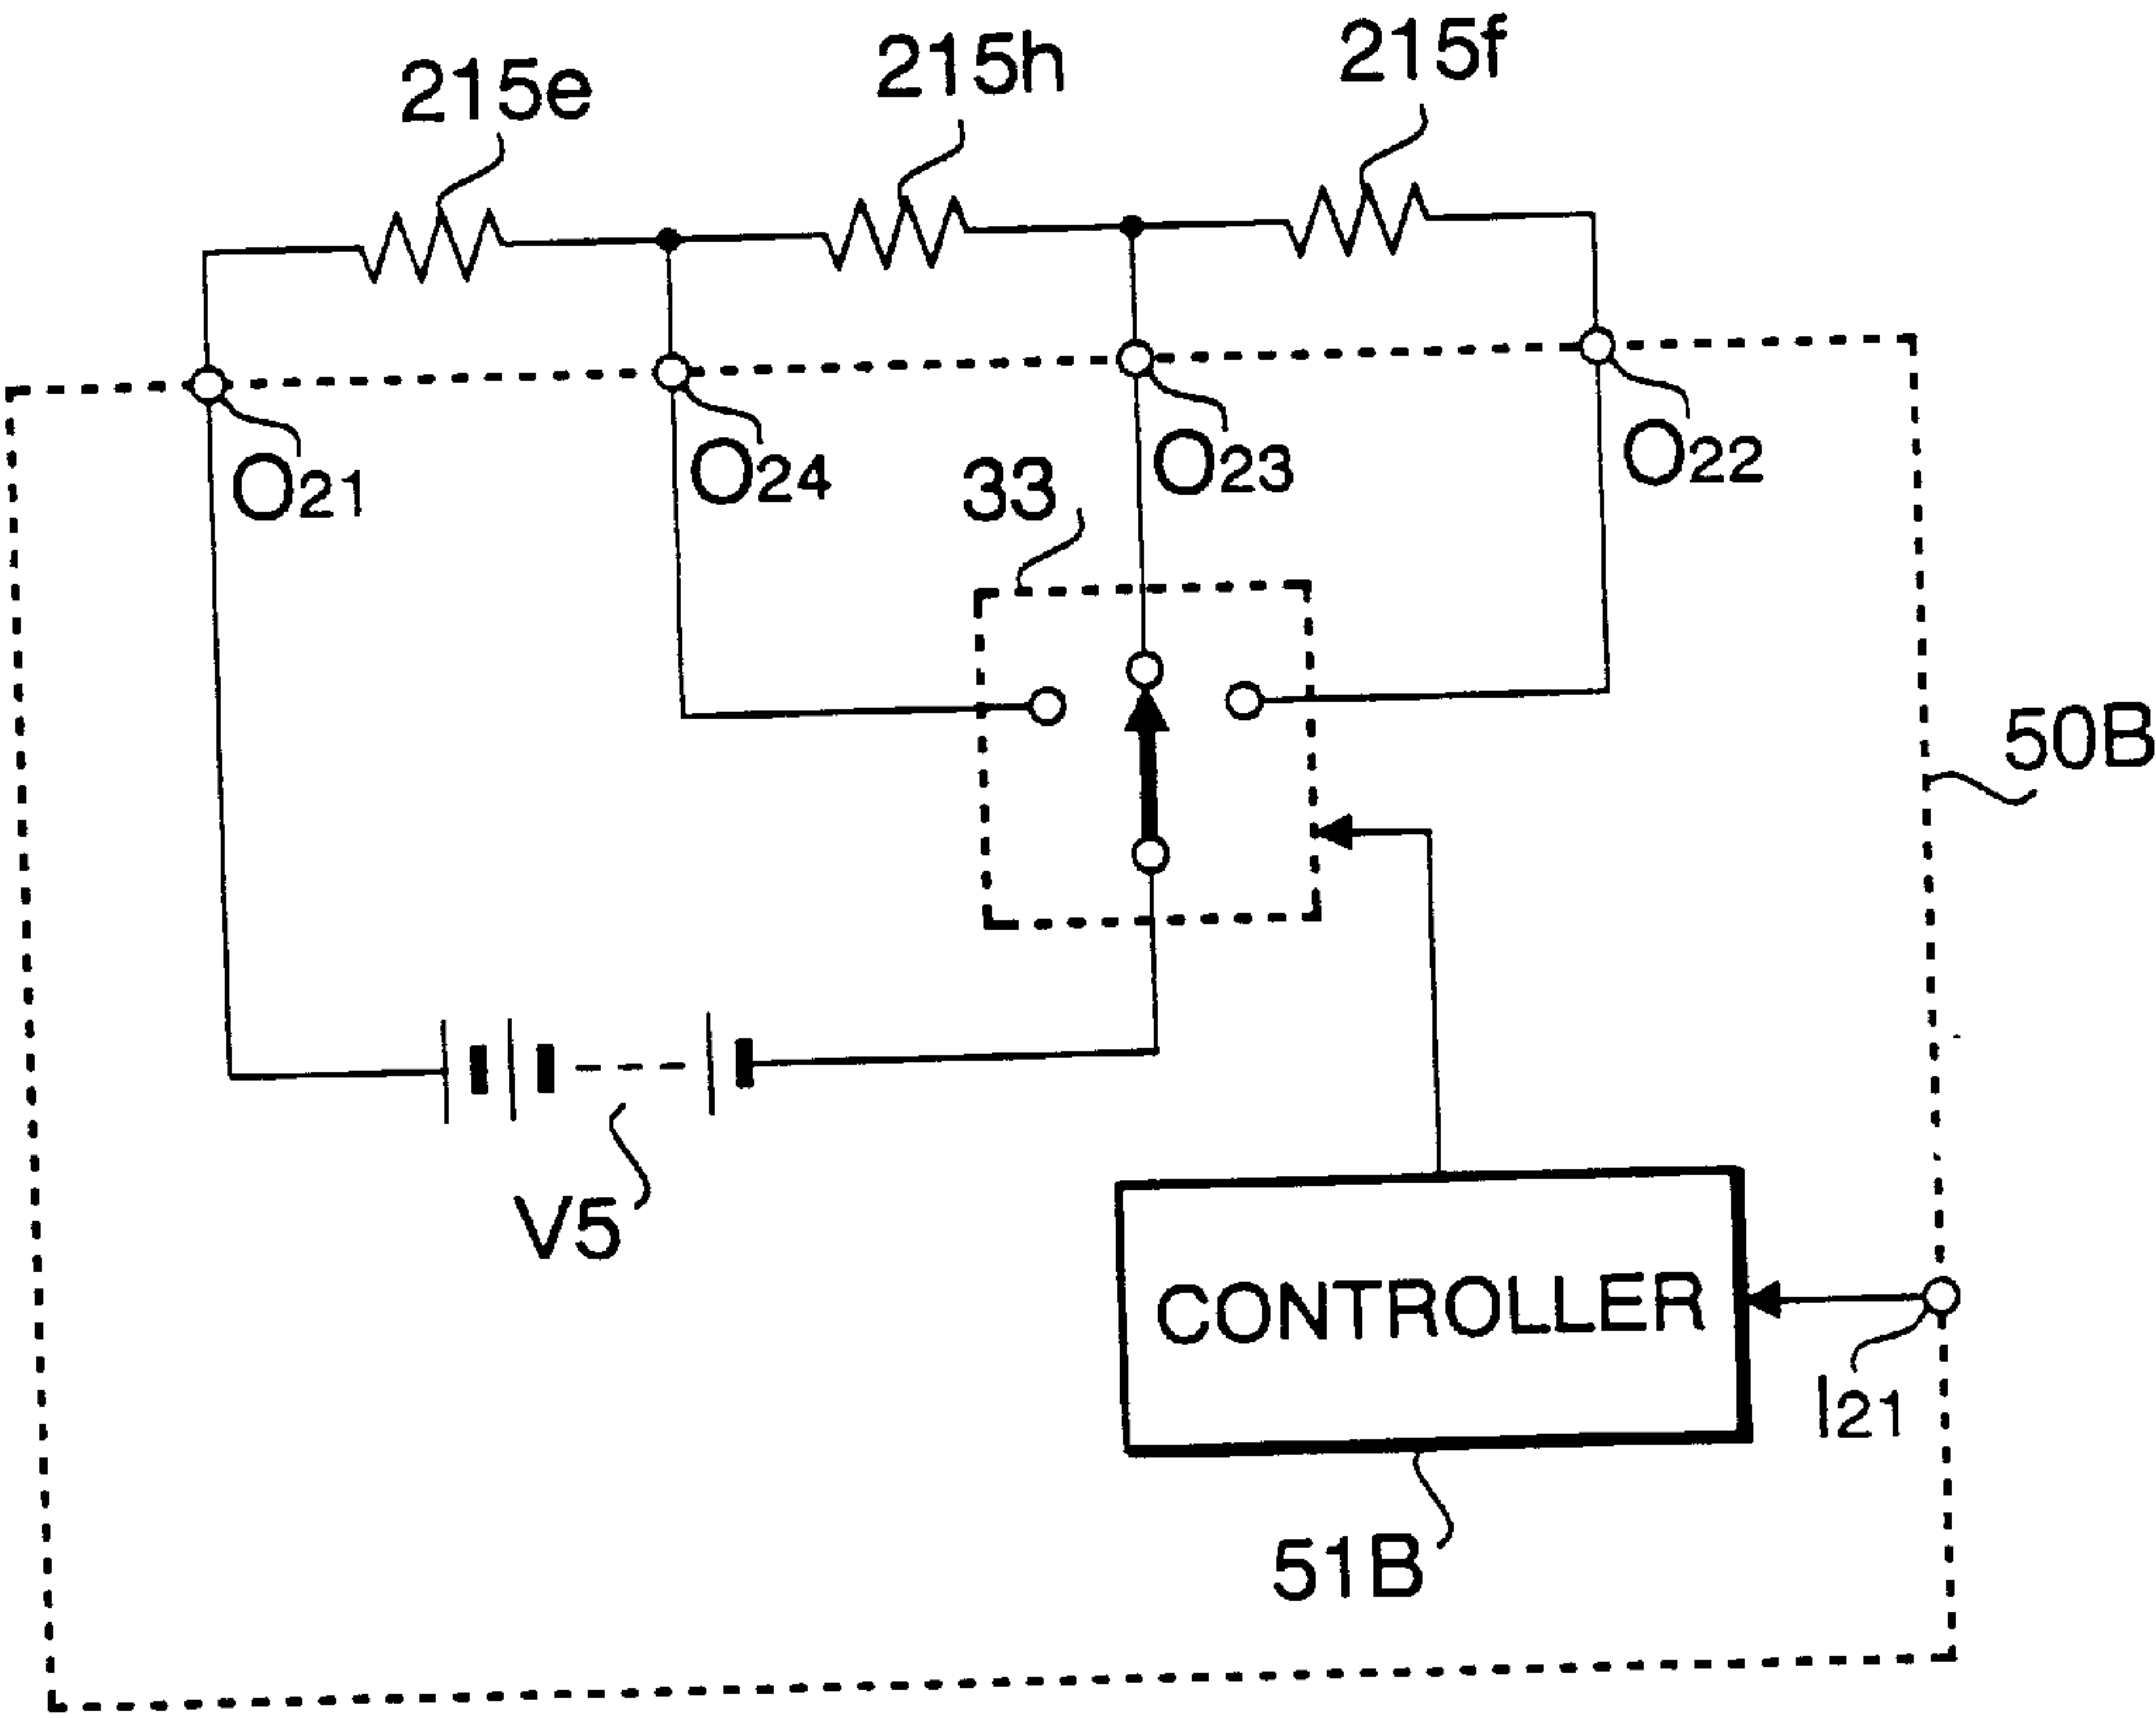 215e
215h
215f
O21
O24
O23
O22
33
50B
V5
CONTROLLER
I21
51B